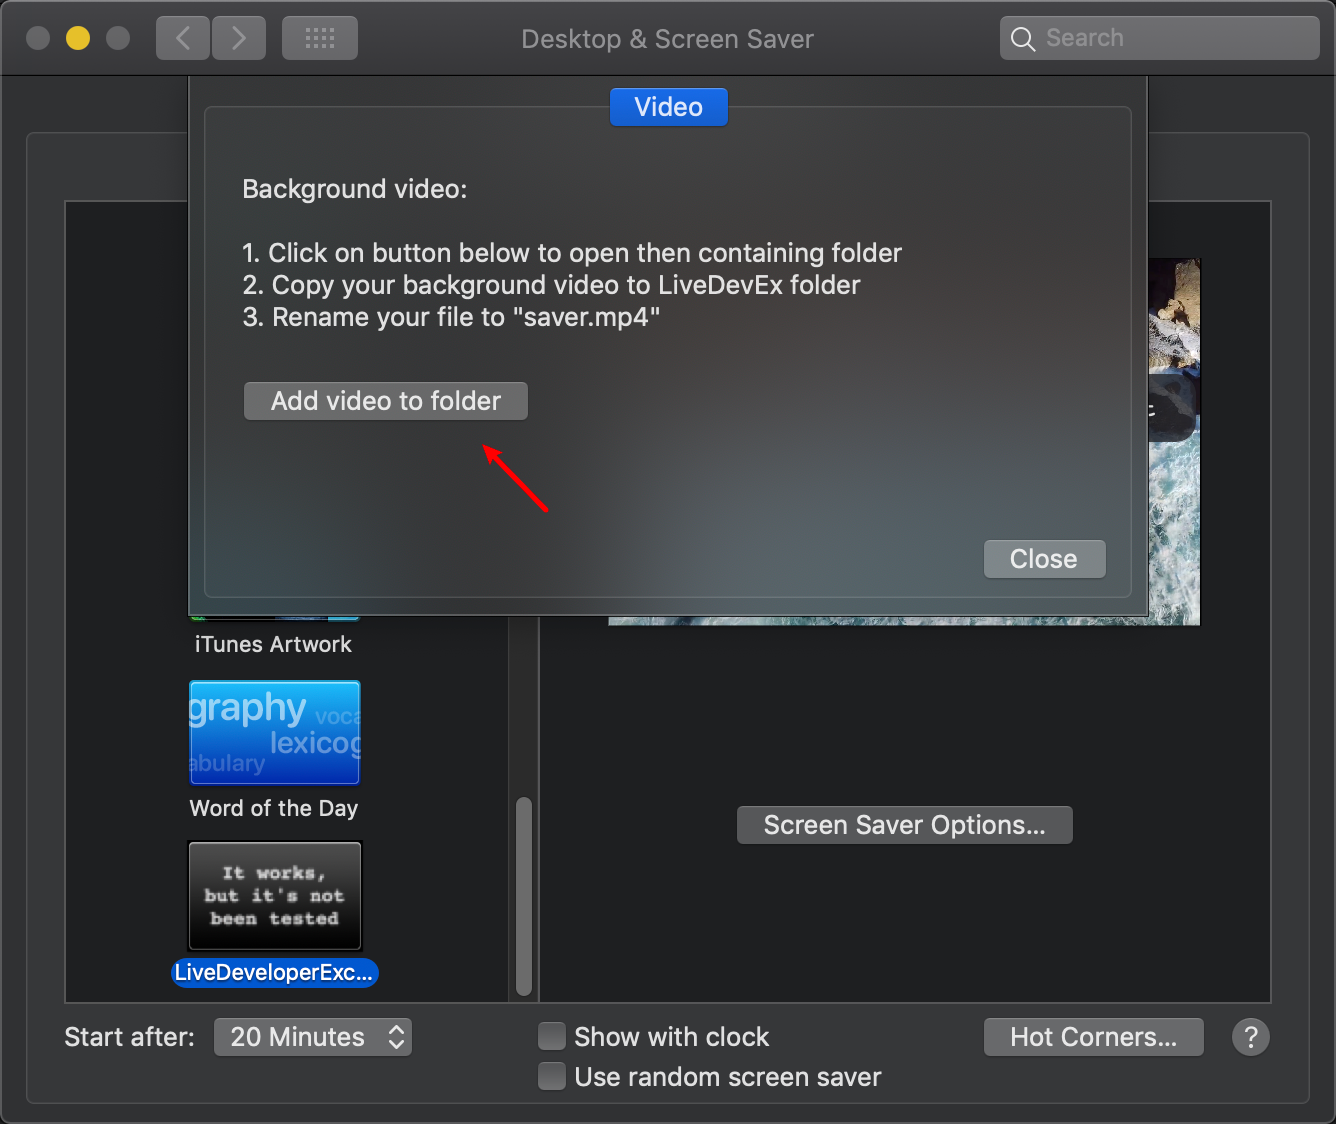 Desktop & Screen Saver
Search
Video
Background video:
1. Click on button below to open then containing folder
2. Copy your background video to LiveDevEx folder
3. Rename your file to "saver.mp4"
Add video to folder
Close
iTunes Artwork
graphy
voca
lexicog
abulary
Word of the Day
Screen Saver Options...
It works,
but it's not
been tested
LiveDeveloperExc...
Start after:
20 Minutes
Show with clock
Hot Corners...
?
Use random screen saver